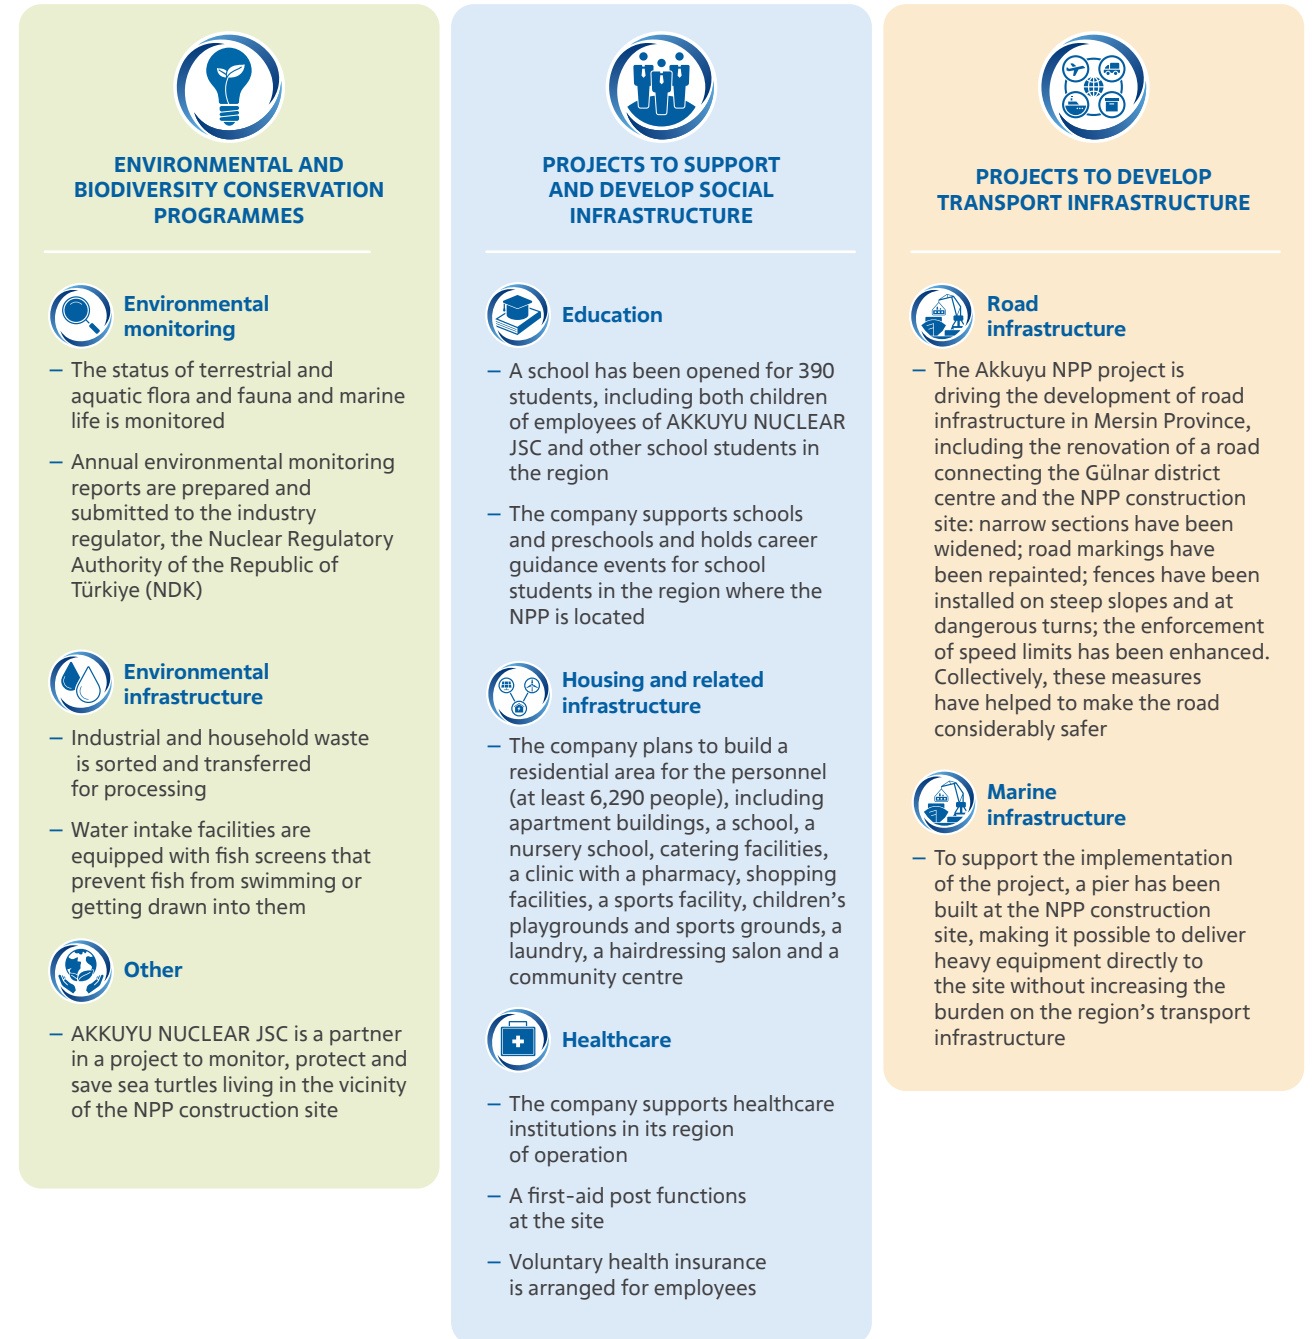 ENVIRONMENTAL AND
BIODIVERSITY CONSERVATION
PROGRAMMES
Environmental
monitoring
– The status of terrestrial and
aquatic flora and fauna and marine
life is monitored
– Annual environmental monitoring
reports are prepared and
submitted to the industry
regulator, the Nuclear Regulatory
Authority of the Republic of
Türkiye (NDK)
Environmental
infrastructure
– Industrial and household waste
is sorted and transferred
for processing
– Water intake facilities are
equipped with fish screens that
prevent fish from swimming or
getting drawn into them
Other
– AKKUYU NUCLEAR JSC is a partner
in a project to monitor, protect and
save sea turtles living in the vicinity
of the NPP construction site
PROJECTS TO SUPPORT
AND DEVELOP SOCIAL
INFRASTRUCTURE
Education
– A school has been opened for 390
students, including both children
of employees of AKKUYU NUCLEAR
JSC and other school students in
the region
– The company supports schools
and preschools and holds career
guidance events for school
students in the region where the
NPP is located
Housing and related
infrastructure
– The company plans to build a
residential area for the personnel
(at least 6,290 people), including
apartment buildings, a school, a
nursery school, catering facilities,
a clinic with a pharmacy, shopping
facilities, a sports facility, children’s
playgrounds and sports grounds, a
laundry, a hairdressing salon and a
community centre
Healthcare
– The company supports healthcare
institutions in its region
of operation
– A first-aid post functions
at the site
– Voluntary health insurance
is arranged for employees
PROJECTS TO DEVELOP
TRANSPORT INFRASTRUCTURE
Road
infrastructure
– The Akkuyu NPP project is
driving the development of road
infrastructure in Mersin Province,
including the renovation of a road
connecting the Gülnar district
centre and the NPP construction
site: narrow sections have been
widened; road markings have
been repainted; fences have been
installed on steep slopes and at
dangerous turns; the enforcement
of speed limits has been enhanced.
Collectively, these measures
have helped to make the road
considerably safer
Marine
infrastructure
– To support the implementation
of the project, a pier has been
built at the NPP construction
site, making it possible to deliver
heavy equipment directly to
the site without increasing the
burden on the region’s transport
infrastructure